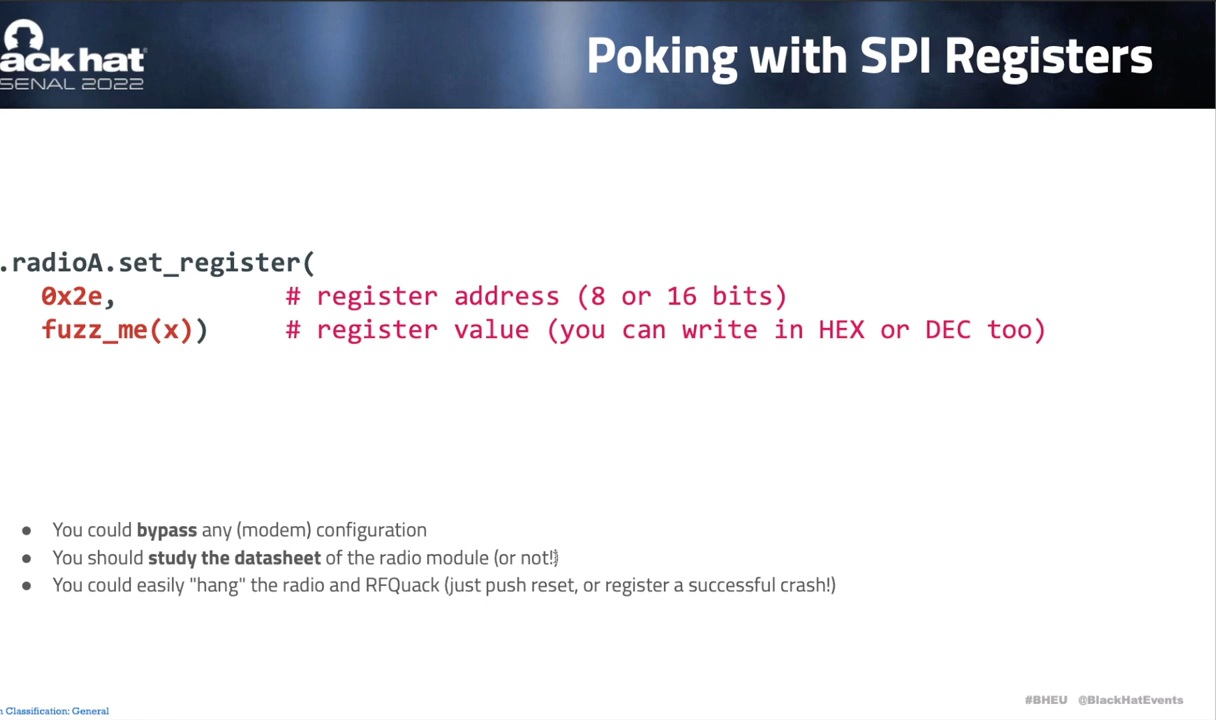 ack hat
SENAL 2022
Poking with SPI Registers
.radioA.set_register(
0x2e, # register address (8 or 16 bits)
fuzz_me(x)) # register value (you can write in HEX or DEC too)
● You could bypass any (modem) configuration
● You should study the datasheet of the radio module (or not!)
● You could easily "hang" the radio and RFQuack (just push reset, or register a successful crash!)
#BHEU @BlackHatEvents
n Classification: General